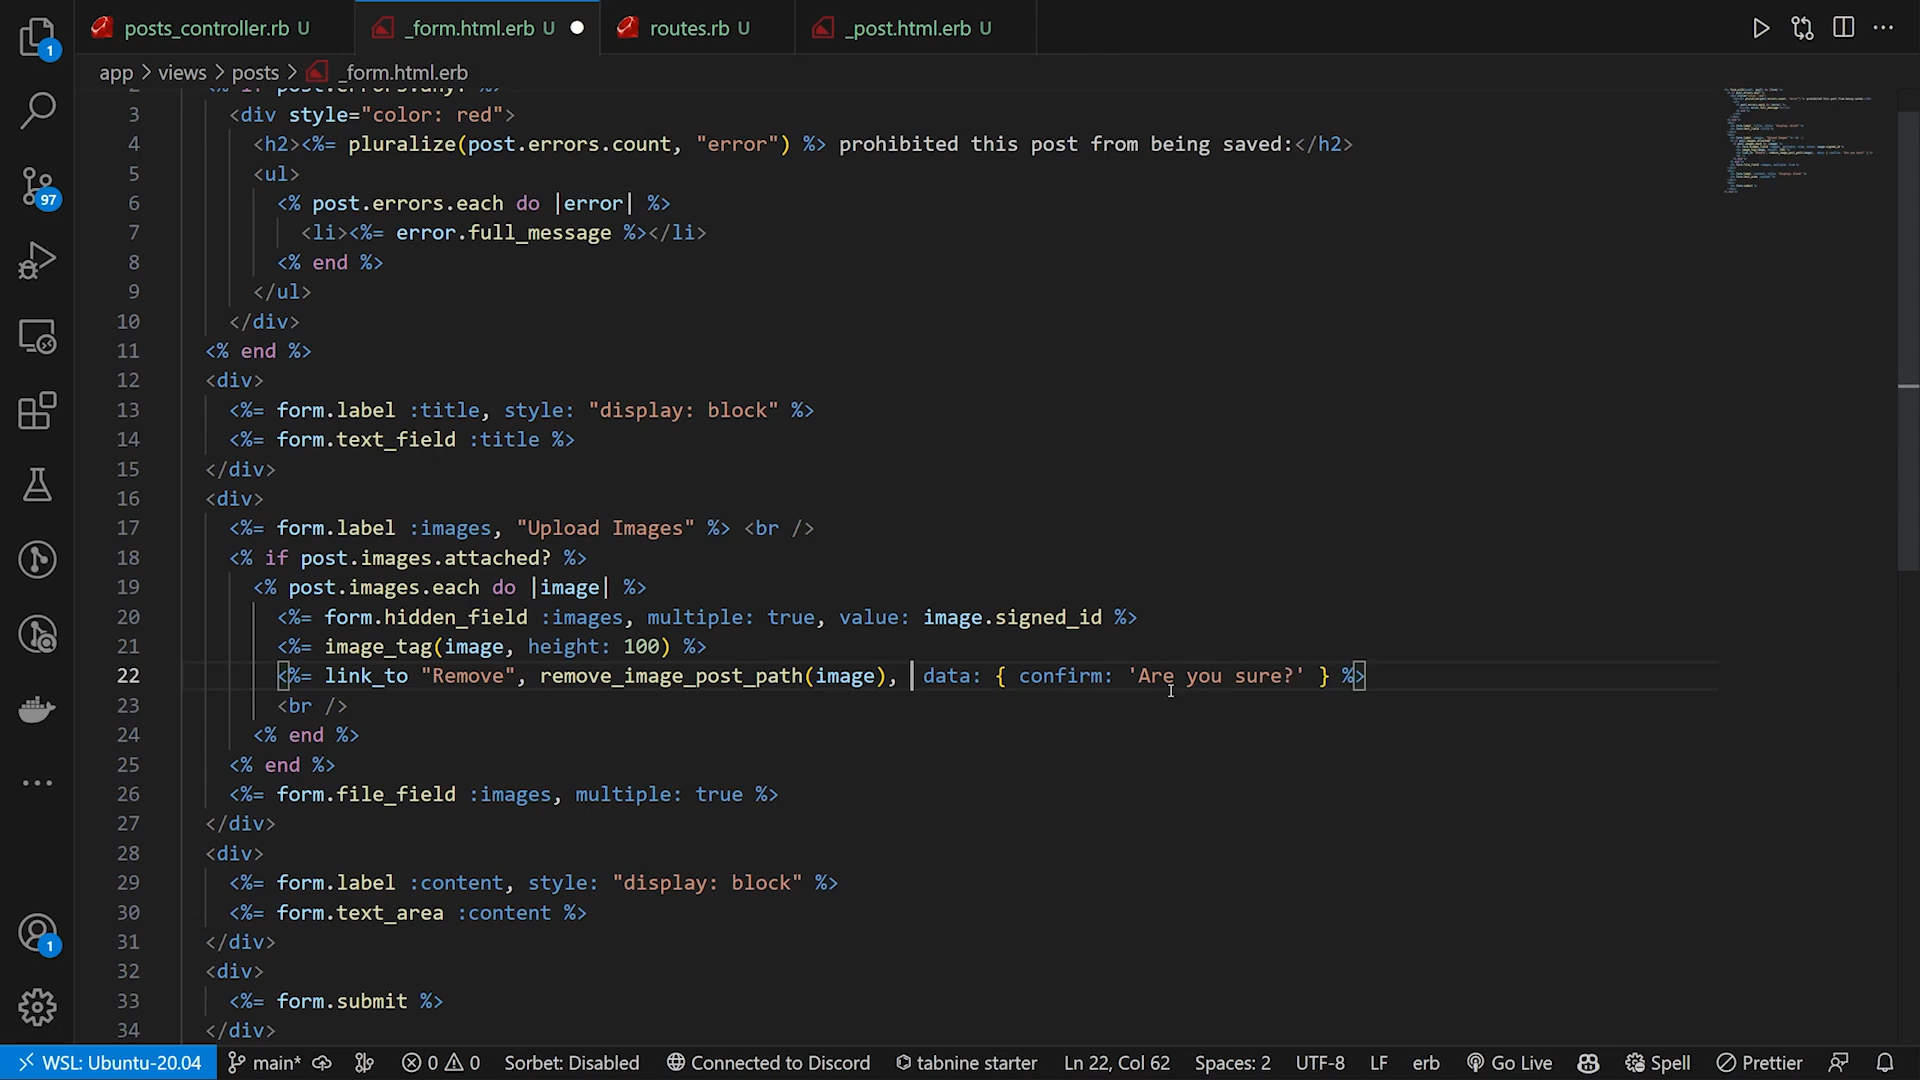 posts_controller.rb U
_form.html.erb U
routes.rb U
_post.html.erb U
app > views > posts > _form.html.erb
3 <div style="color: red">
4 <h2><%= pluralize(post.errors.count, "error") %> prohibited this post from being saved:</h2>
5 <ul>
6 <% post.errors.each do |error| %>
7 <li><%= error.full_message %></li>
8 <% end %>
9 </ul>
10 </div>
11 <% end %>
12 <div>
13 <%= form.label :title, style: "display: block" %>
14 <%= form.text_field :title %>
15 </div>
16 <div>
17 <%= form.label :images, "Upload Images" %> <br />
18 <% if post.images.attached? %>
19 <% post.images.each do |image| %>
20 <%= form.hidden_field :images, multiple: true, value: image.signed_id %>
21 <%= image_tag(image, height: 100) %>
22 <%= link_to "Remove", remove_image_post_path(image), data: { confirm: 'Are you sure?' } %>
23 <br />
24 <% end %>
25 <% end %>
26 <%= form.file_field :images, multiple: true %>
27 </div>
28 <div>
29 <%= form.label :content, style: "display: block" %>
30 <%= form.text_area :content %>
31 </div>
32 <div>
33 <%= form.submit %>
34 </div>
1
97
1
WSL: Ubuntu-20.04 main* 0 0 Sorbet: Disabled Connected to Discord tabnine starter Ln 22, Col 62 Spaces: 2 UTF-8 LF erb Go Live Spell Prettier